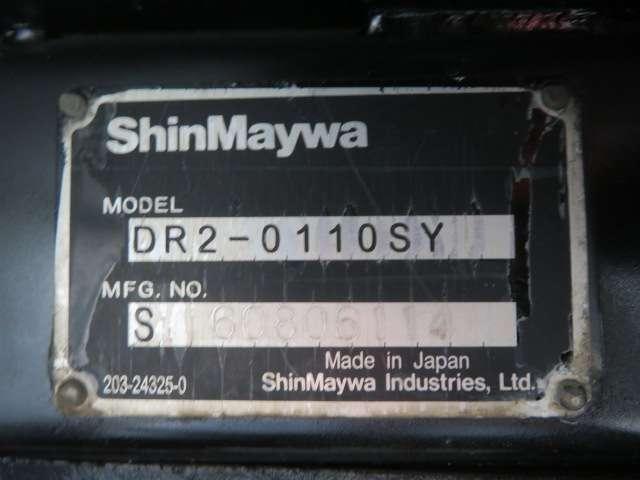 ShinMaywa
MODEL
DR2-0110SY
MFG. NO.
S 60806114
Made in Japan
203-24325-0
ShinMaywa Industries, Ltd.